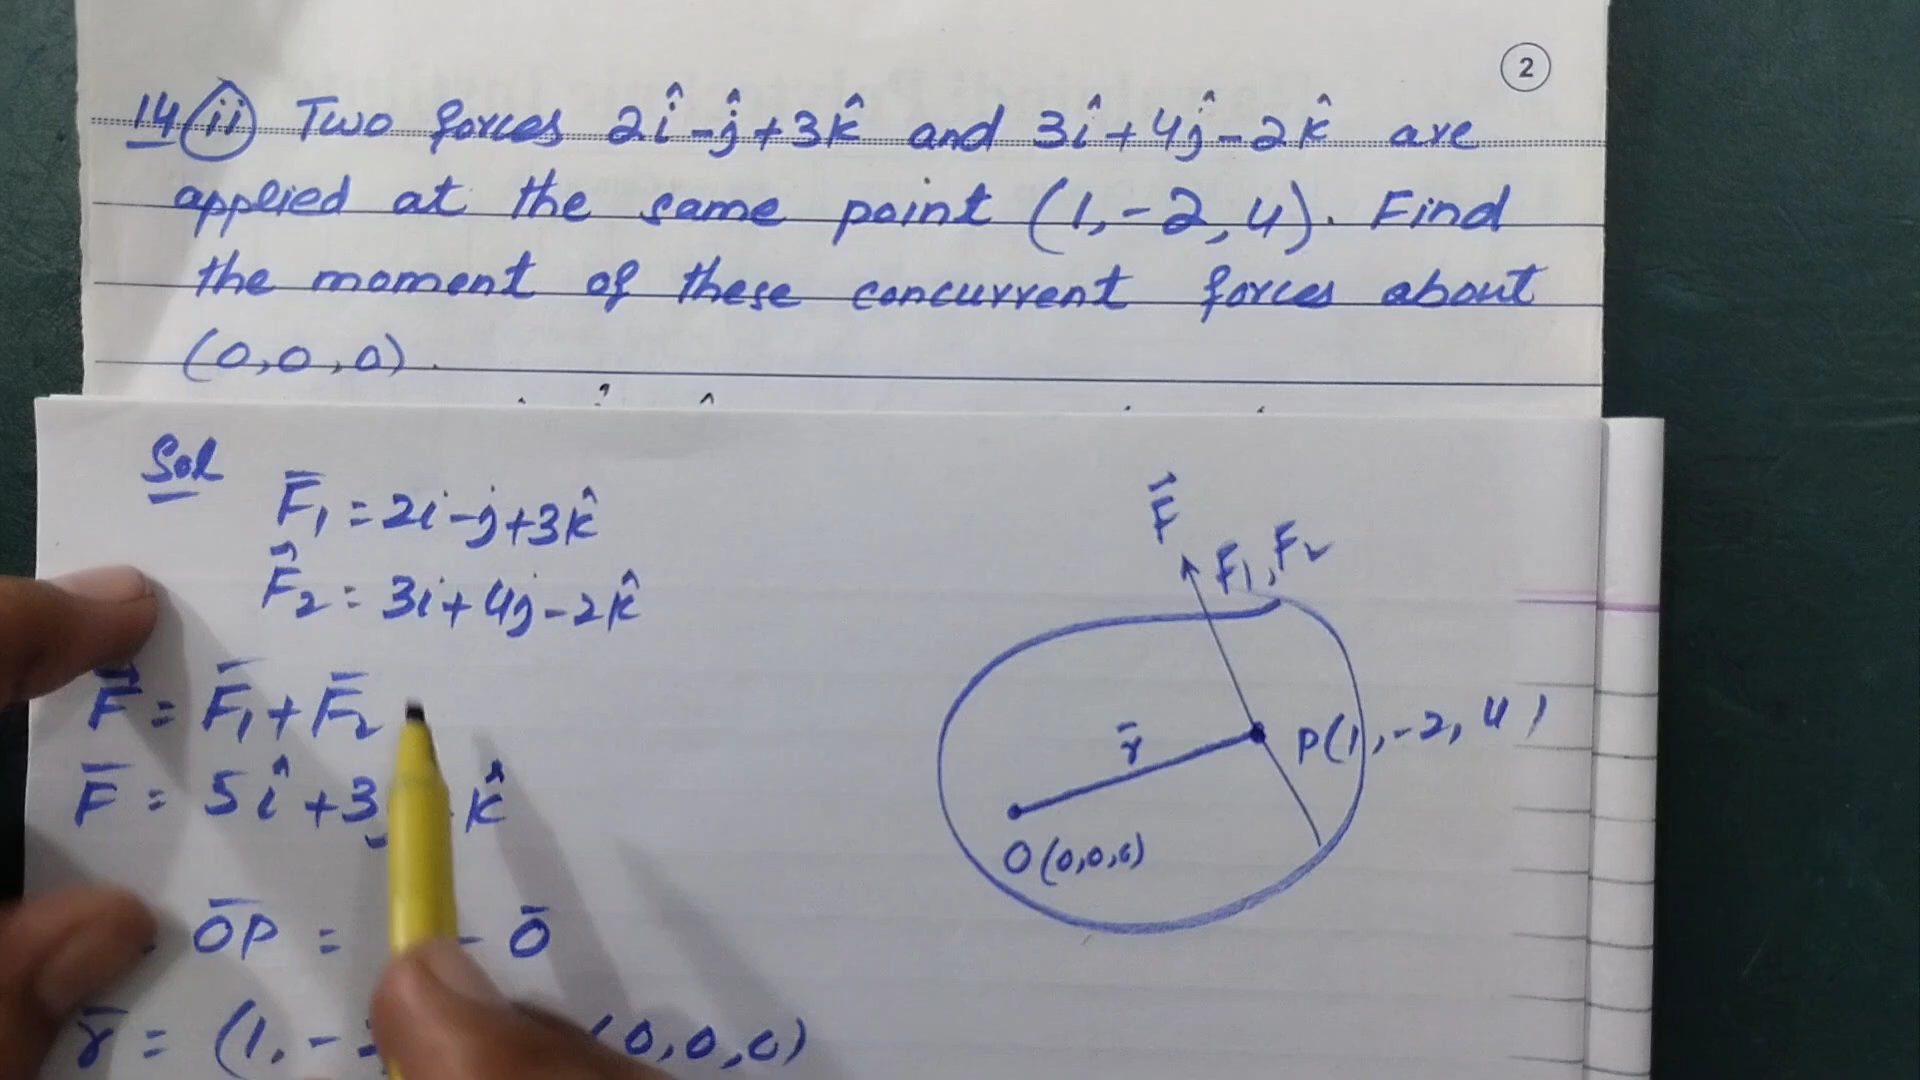 2
14 (ii) Two forces 2î-ĵ+3k̂ and 3î+4ĵ-2k̂ are
applied at the same point (1,-2,4). Find
the moment of these concurrent forces about
(0,0,0).
Sol
F̄₁ = 2i-j+3k̂
F⃗₂ = 3i+4j-2k̂
F̄
F₁, F₂
F⃗ = F̄₁+F̄₂
F̄ = 5î+3 k̂
r̄
P(1,-2,4)
O(0,0,0)
= O̅P = - Ō
r̄ = (1,- (0,0,0)